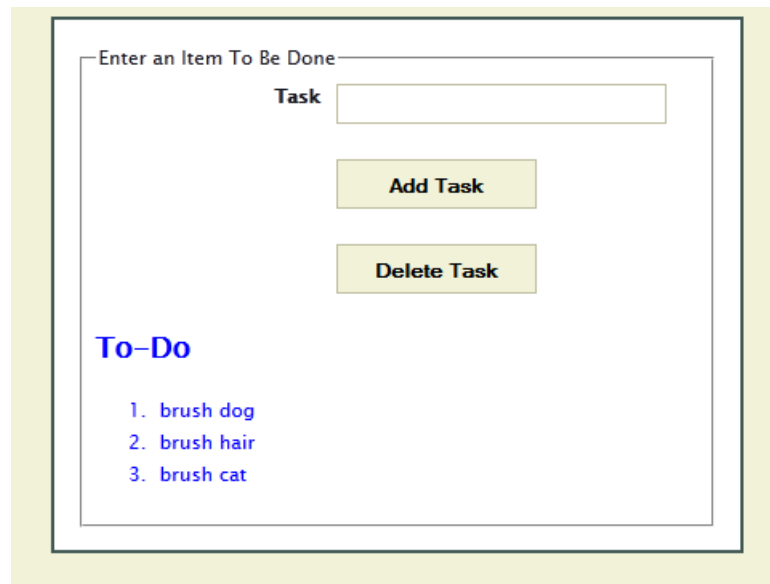 Enter an Item To Be Done
Task
Add Task
Delete Task
To-Do
1. brush dog
2. brush hair
3. brush cat